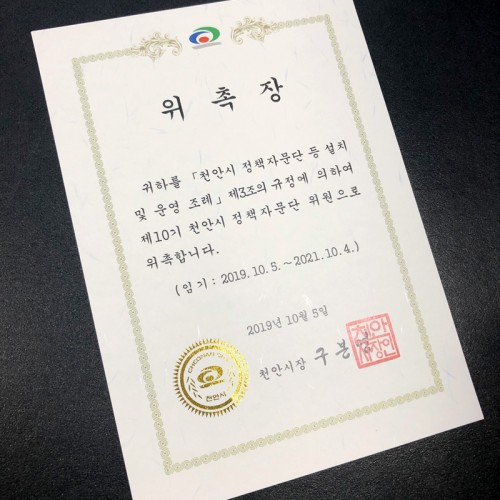 위 촉 장
귀하를 「천안시 정책자문단 등 설치
및 운영 조례」 제3조의 규정에 의하여
제10기 천안시 정책자문단 위원으로
위촉합니다.
(임기 : 2019. 10. 5. ~ 2021. 10. 4.)
2019년 10월 5일
천안시장 구본영
CHEONAN
천안시